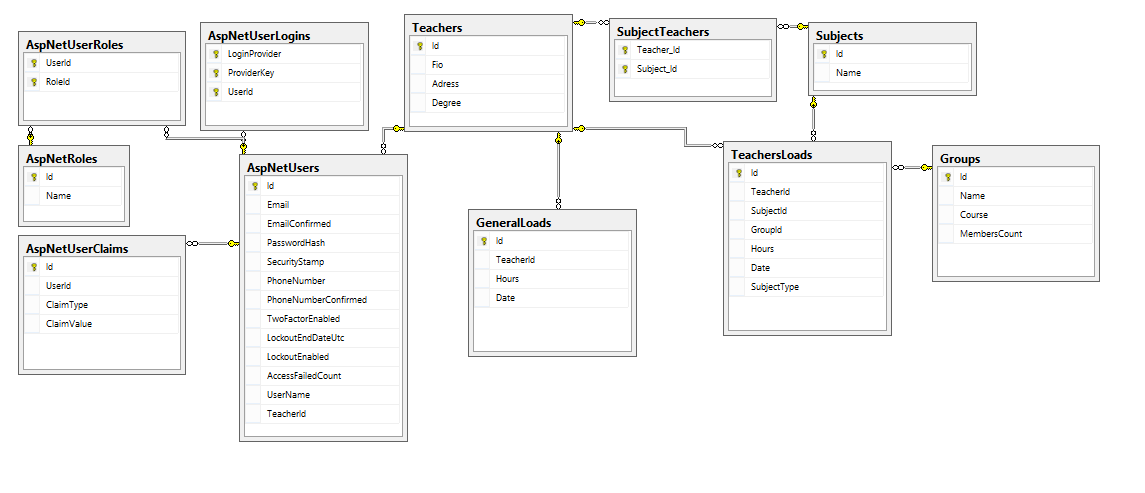 AspNetUserRoles
UserId
RoleId
AspNetUserLogins
LoginProvider
ProviderKey
UserId
Teachers
Id
Fio
Adress
Degree
SubjectTeachers
Teacher_Id
Subject_Id
Subjects
Id
Name
AspNetRoles
Id
Name
AspNetUsers
Id
Email
EmailConfirmed
PasswordHash
SecurityStamp
PhoneNumber
PhoneNumberConfirmed
TwoFactorEnabled
LockoutEndDateUtc
LockoutEnabled
AccessFailedCount
UserName
TeacherId
TeachersLoads
Id
TeacherId
SubjectId
GroupId
Hours
Date
SubjectType
Groups
Id
Name
Course
MembersCount
GeneralLoads
Id
TeacherId
Hours
Date
AspNetUserClaims
Id
UserId
ClaimType
ClaimValue